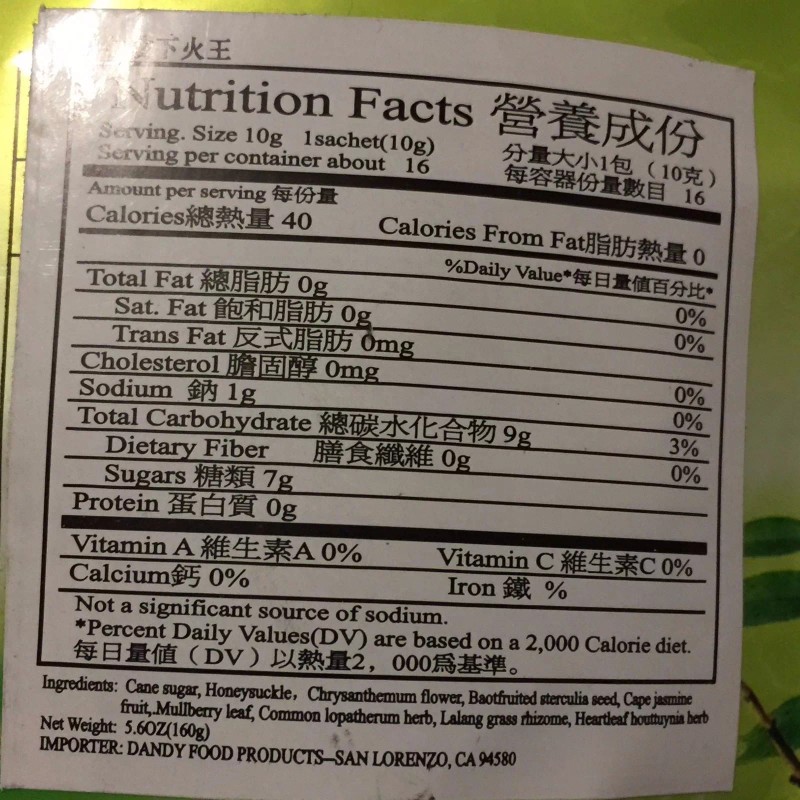 下火王
Nutrition Facts 營養成份
Serving. Size 10g 1sachet(10g) 分量大小1包（10克）
Serving per container about 16 每容器份量數目 16
Amount per serving 每份量
Calories總熱量 40 Calories From Fat脂肪熱量 0
%Daily Value*每日量值百分比*
Total Fat 總脂肪 0g 0%
Sat. Fat 飽和脂肪 0g 0%
Trans Fat 反式脂肪 0mg
Cholesterol 膽固醇 0mg 0%
Sodium 鈉 1g 0%
Total Carbohydrate 總碳水化合物 9g 3%
Dietary Fiber 膳食纖維 0g 0%
Sugars 糖類 7g
Protein 蛋白質 0g
Vitamin A 維生素A 0% Vitamin C 維生素C 0%
Calcium鈣 0% Iron 鐵 %
Not a significant source of sodium.
*Percent Daily Values(DV) are based on a 2,000 Calorie diet.
每日量值（DV）以熱量2，000爲基準。
Ingredients: Cane sugar, Honeysuckle, Chrysanthemum flower, Baotfruited sterculia seed, Cape jasmine
fruit,.Mullberry leaf, Common lopatherum herb, Lalang grass rhizome, Heartleaf houttuynia herb
Net Weight: 5.6OZ(160g)
IMPORTER: DANDY FOOD PRODUCTS–SAN LORENZO, CA 94580